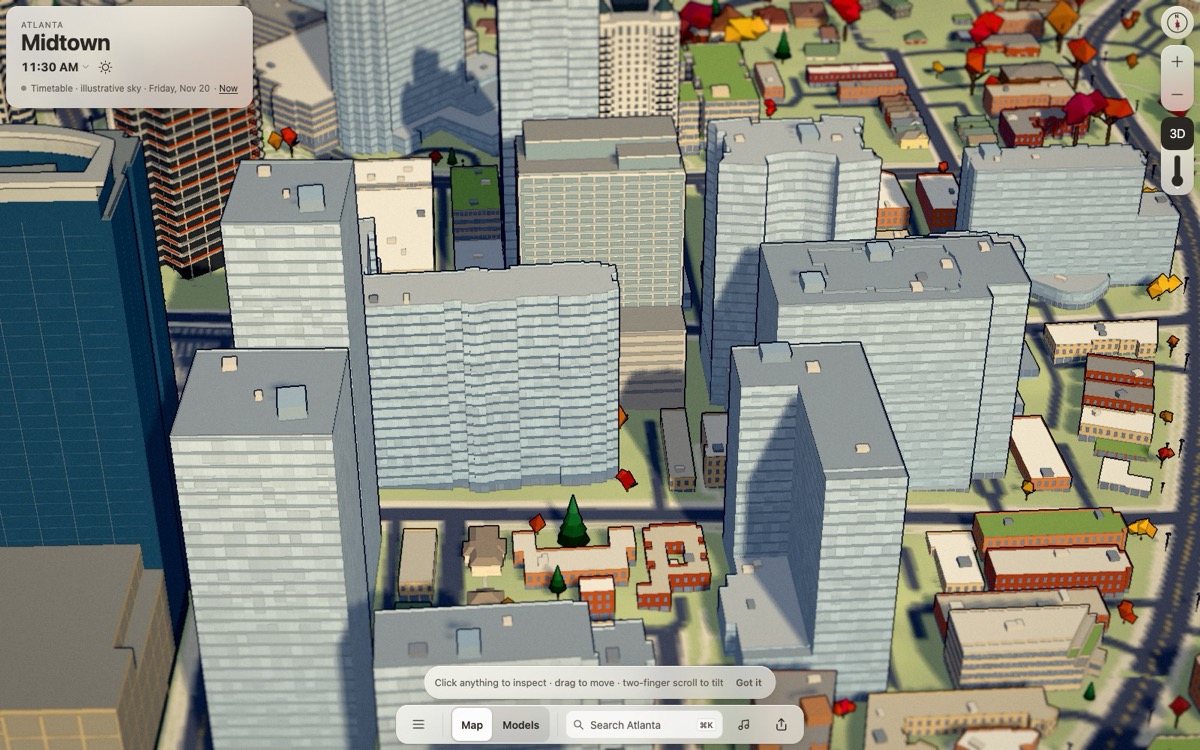 ATLANTA
Midtown
11:30 AM
Timetable · illustrative sky · Friday, Nov 20 · Now
N
+
−
3D
Click anything to inspect · drag to move · two-finger scroll to tilt Got it
Map Models Search Atlanta ⌘K